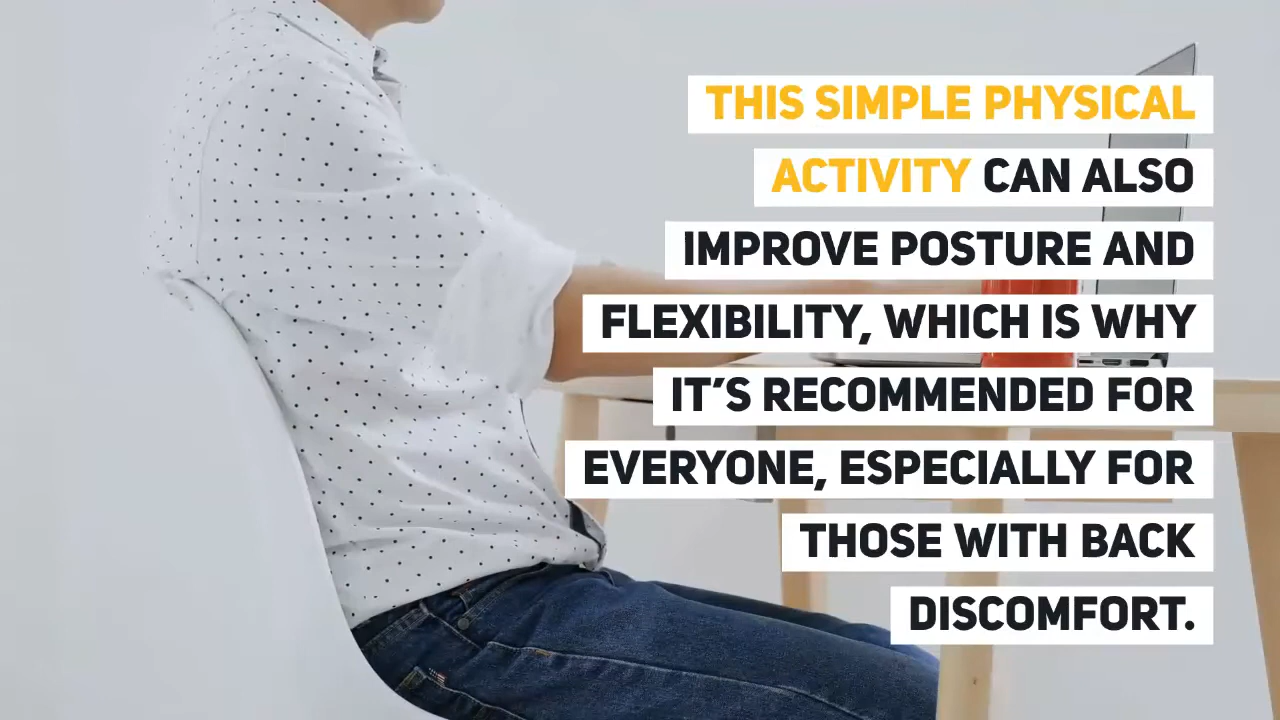 THIS SIMPLE PHYSICAL
ACTIVITY CAN ALSO
IMPROVE POSTURE AND
FLEXIBILITY, WHICH IS WHY
IT’S RECOMMENDED FOR
EVERYONE, ESPECIALLY FOR
THOSE WITH BACK
DISCOMFORT.